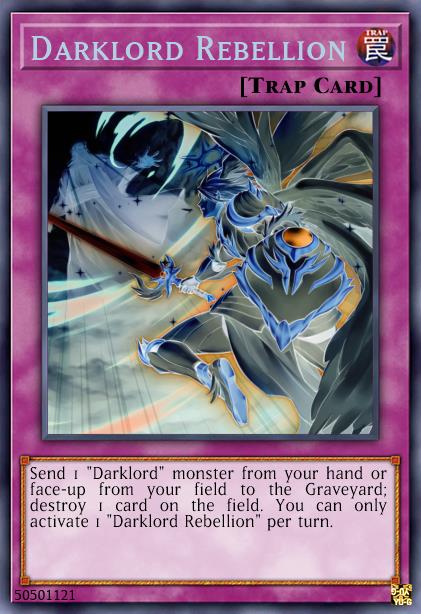 Darklord Rebellion
TRAP
罠
[Trap Card]
Send 1 "Darklord" monster from your hand or
face-up from your field to the Graveyard;
destroy 1 card on the field. You can only
activate 1 "Darklord Rebellion" per turn.
50501121